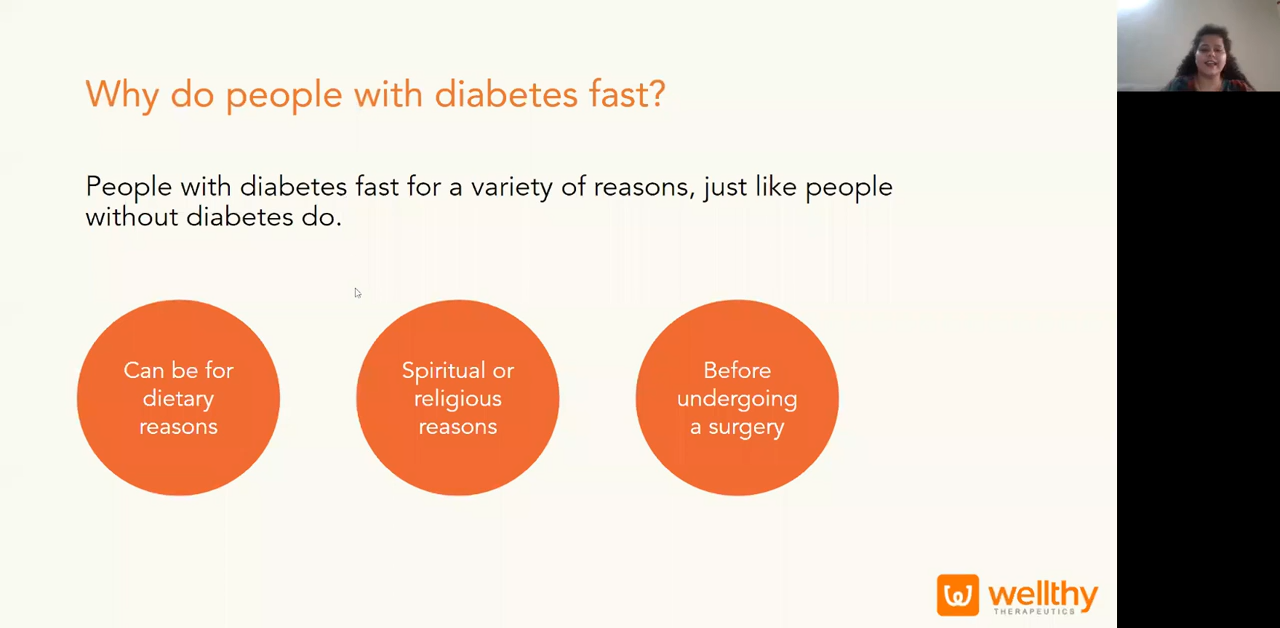 Why do people with diabetes fast?
People with diabetes fast for a variety of reasons, just like people
without diabetes do.
Can be for
dietary
reasons
Spiritual or
religious
reasons
Before
undergoing
a surgery
wellthy
THERAPEUTICS